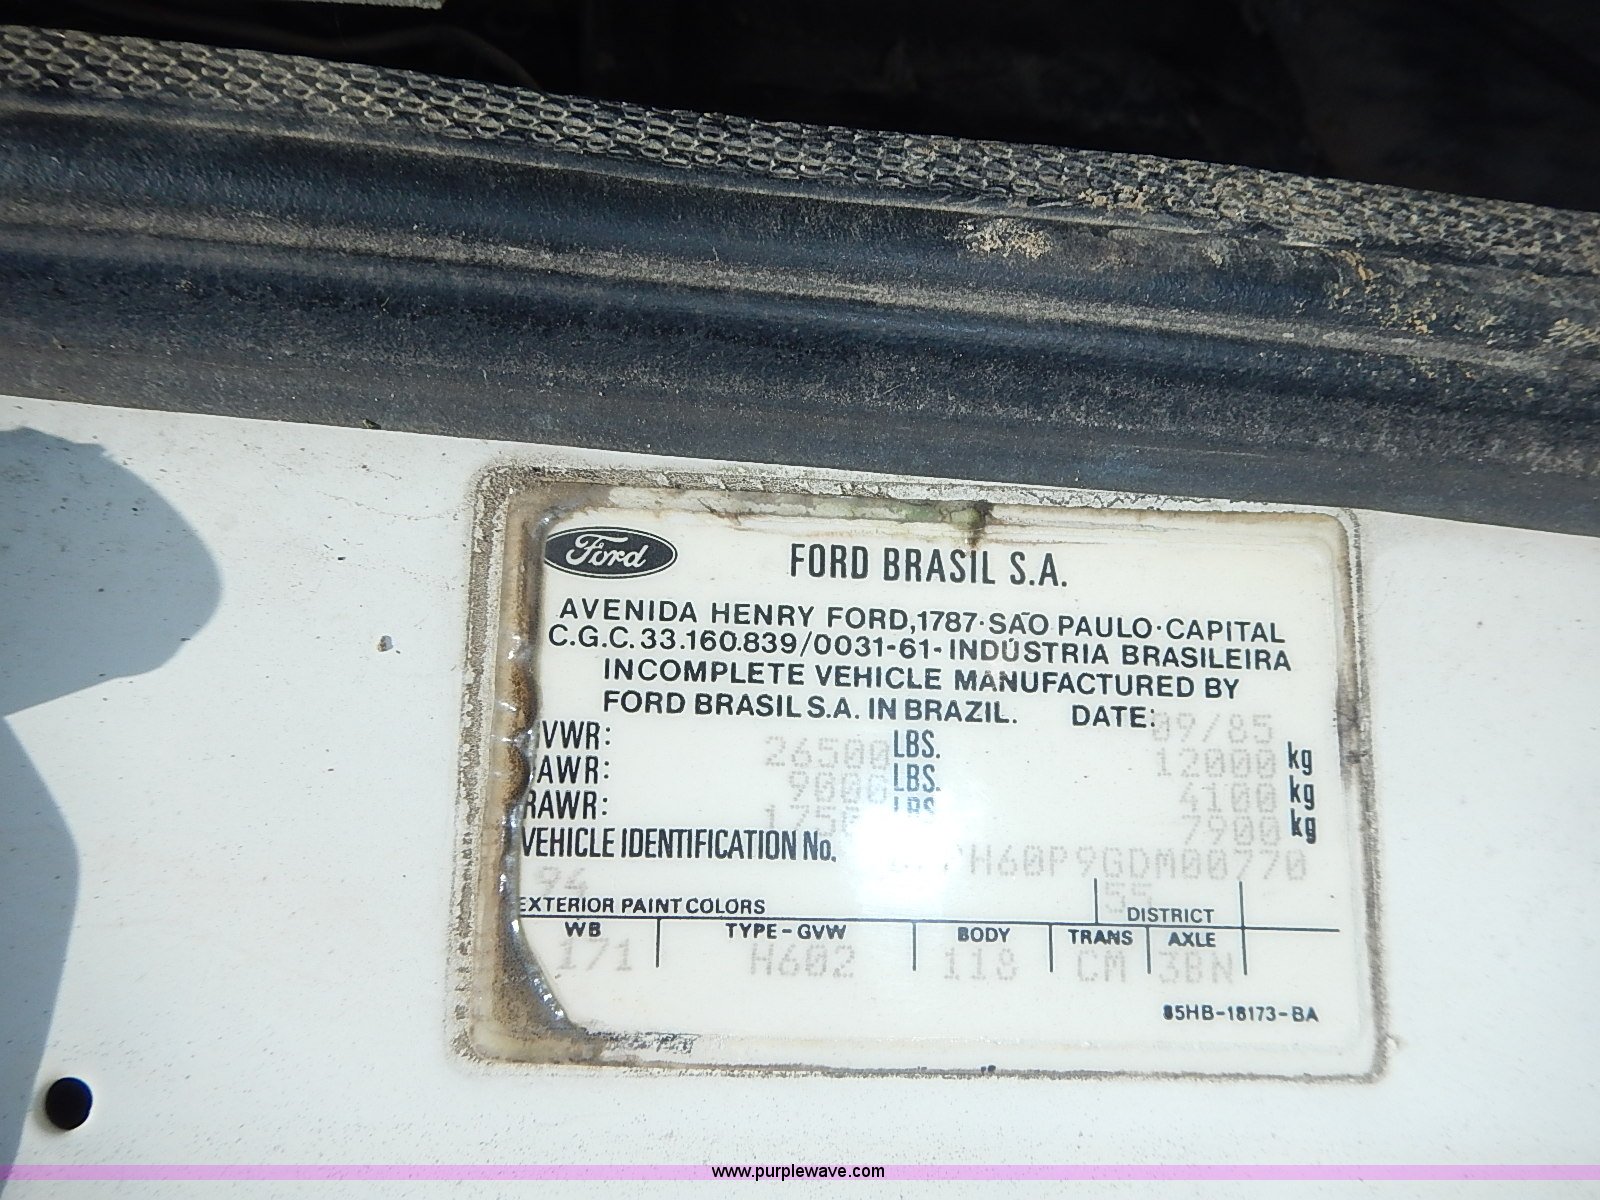 Ford
FORD BRASIL S.A.
AVENIDA HENRY FORD,1787·SÃO PAULO·CAPITAL
C.G.C.33.160.839/0031-61-INDÚSTRIA BRASILEIRA
INCOMPLETE VEHICLE MANUFACTURED BY
FORD BRASIL S.A. IN BRAZIL. DATE: 09/85
VWR: 26500 LBS. 12000 kg
AWR: 9000 LBS. 4100 kg
RAWR: LBS 7900 kg
VEHICLE IDENTIFICATION No. H60P9GDM00770
94 55
EXTERIOR PAINT COLORS DISTRICT
WB TYPE-GVW BODY TRANS AXLE
171 H602 118 CM 3BN
85HB-18173-BA
www.purplewave.com